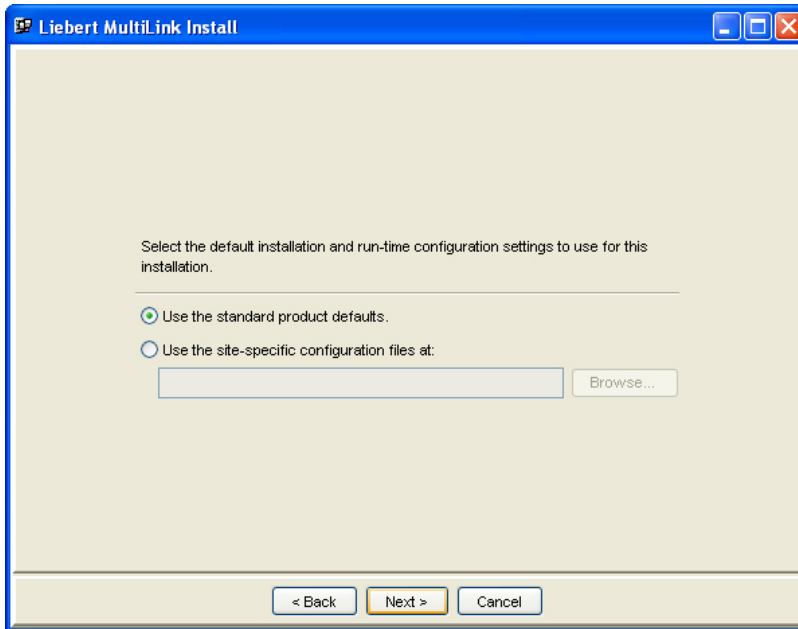 Liebert MultiLink Install
Select the default installation and run-time configuration settings to use for this
installation.
Use the standard product defaults.
Use the site-specific configuration files at:
Browse...
< Back Next > Cancel